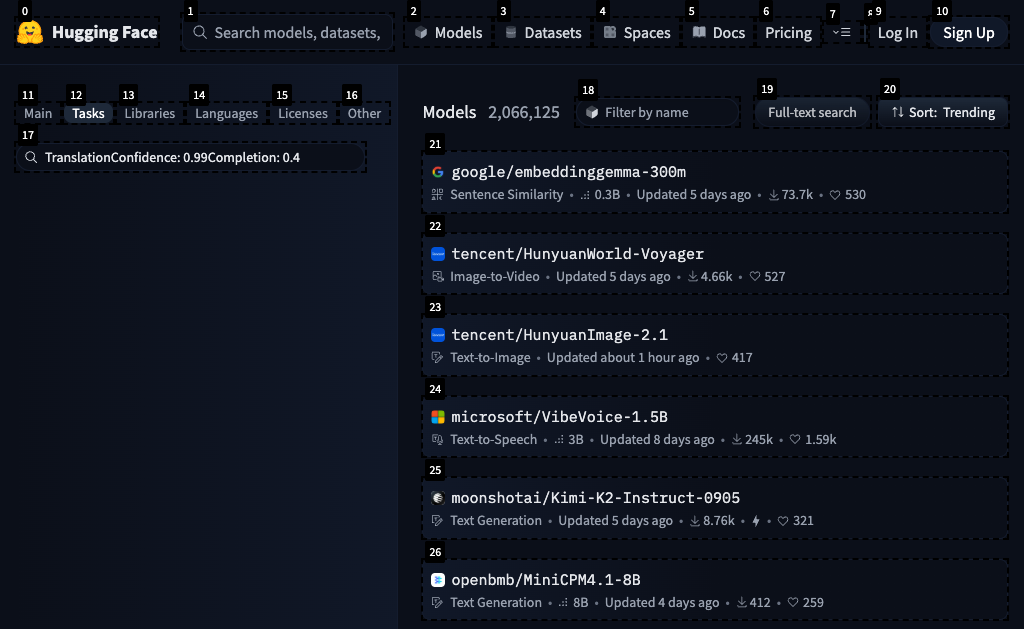 Hugging Face
Search models, datasets,
Models
Datasets
Spaces
Docs
Pricing
Log In
Sign Up
0
1
2
3
4
5
6
7
9
10
11
12
13
14
15
16
Main
Tasks
Libraries
Languages
Licenses
Other
17
TranslationConfidence: 0.99Completion: 0.4
18
19
20
Models 2,066,125
Filter by name
Full-text search
Sort: Trending
21
google/embeddinggemma-300m
Sentence Similarity • 0.3B • Updated 5 days ago • 73.7k • 530
22
tencent/HunyuanWorld-Voyager
Image-to-Video • Updated 5 days ago • 4.66k • 527
23
tencent/HunyuanImage-2.1
Text-to-Image • Updated about 1 hour ago • 417
24
microsoft/VibeVoice-1.5B
Text-to-Speech • 3B • Updated 8 days ago • 245k • 1.59k
25
moonshotai/Kimi-K2-Instruct-0905
Text Generation • Updated 5 days ago • 8.76k • 321
26
openbmb/MiniCPM4.1-8B
Text Generation • 8B • Updated 4 days ago • 412 • 259